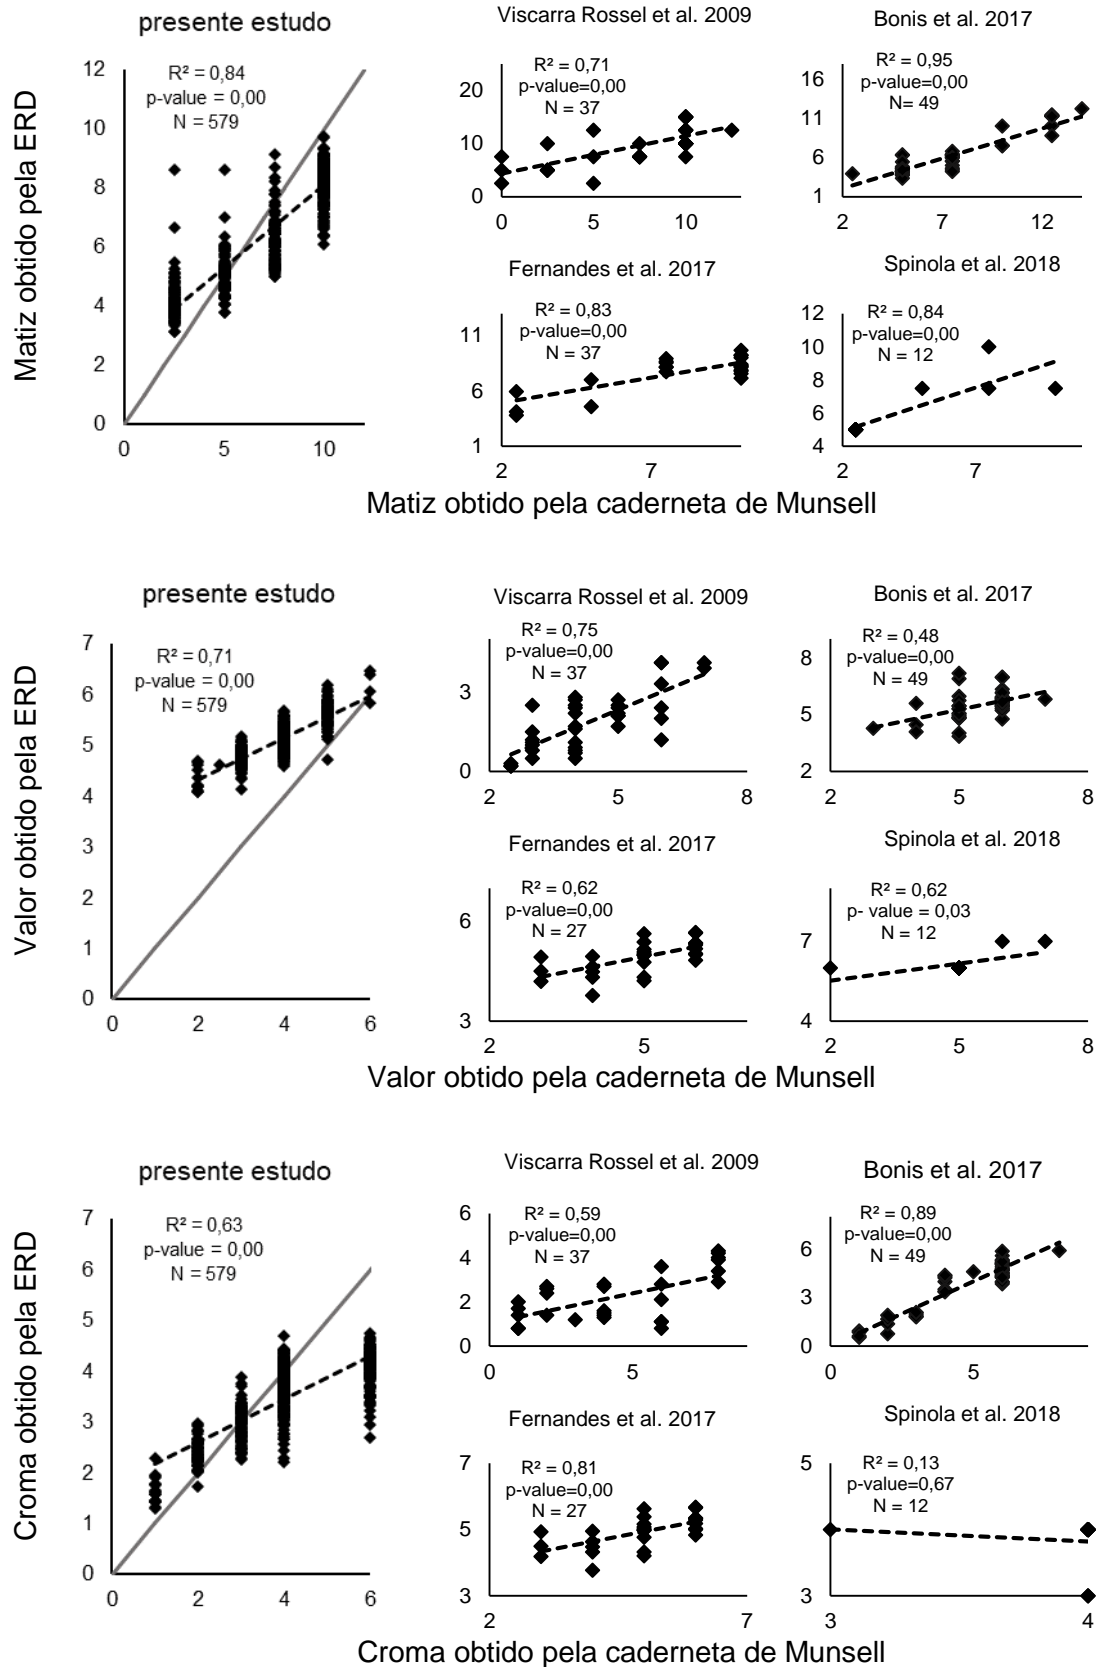 presente estudo
Viscarra Rossel et al. 2009
Bonis et al. 2017
Matiz obtido pela ERD
12
10
8
6
4
2
0
R² = 0,84
p-value = 0,00
N = 579
0
5
10
20
10
0
R² = 0,71
p-value=0,00
N = 37
0
5
10
16
11
6
1
R² = 0,95
p-value=0,00
N= 49
2
7
12
Fernandes et al. 2017
Spinola et al. 2018
11
6
1
R² = 0,83
p-value=0,00
N = 37
2
7
12
10
8
6
4
R² = 0,84
p-value=0,00
N = 12
2
7
Matiz obtido pela caderneta de Munsell
presente estudo
Viscarra Rossel et al. 2009
Bonis et al. 2017
Valor obtido pela ERD
7
6
5
4
3
2
1
0
R² = 0,71
p-value = 0,00
N = 579
0
2
4
6
3
0
R² = 0,75
p-value=0,00
N = 37
2
5
8
8
5
2
R² = 0,48
p-value=0,00
N = 49
2
5
8
Fernandes et al. 2017
Spinola et al. 2018
6
3
R² = 0,62
p-value=0,00
N = 27
2
5
7
4
R² = 0,62
p- value = 0,03
N = 12
2
5
8
Valor obtido pela caderneta de Munsell
presente estudo
Viscarra Rossel et al. 2009
Bonis et al. 2017
Croma obtido pela ERD
7
6
5
4
3
2
1
0
R² = 0,63
p-value = 0,00
N = 579
0
2
4
6
6
4
2
0
R² = 0,59
p-value=0,00
N = 37
0
5
6
3
0
R² = 0,89
p-value=0,00
N = 49
0
5
Fernandes et al. 2017
Spinola et al. 2018
7
5
3
R² = 0,81
p-value=0,00
N = 27
2
7
5
3
R² = 0,13
p-value=0,67
N = 12
3
4
Croma obtido pela caderneta de Munsell